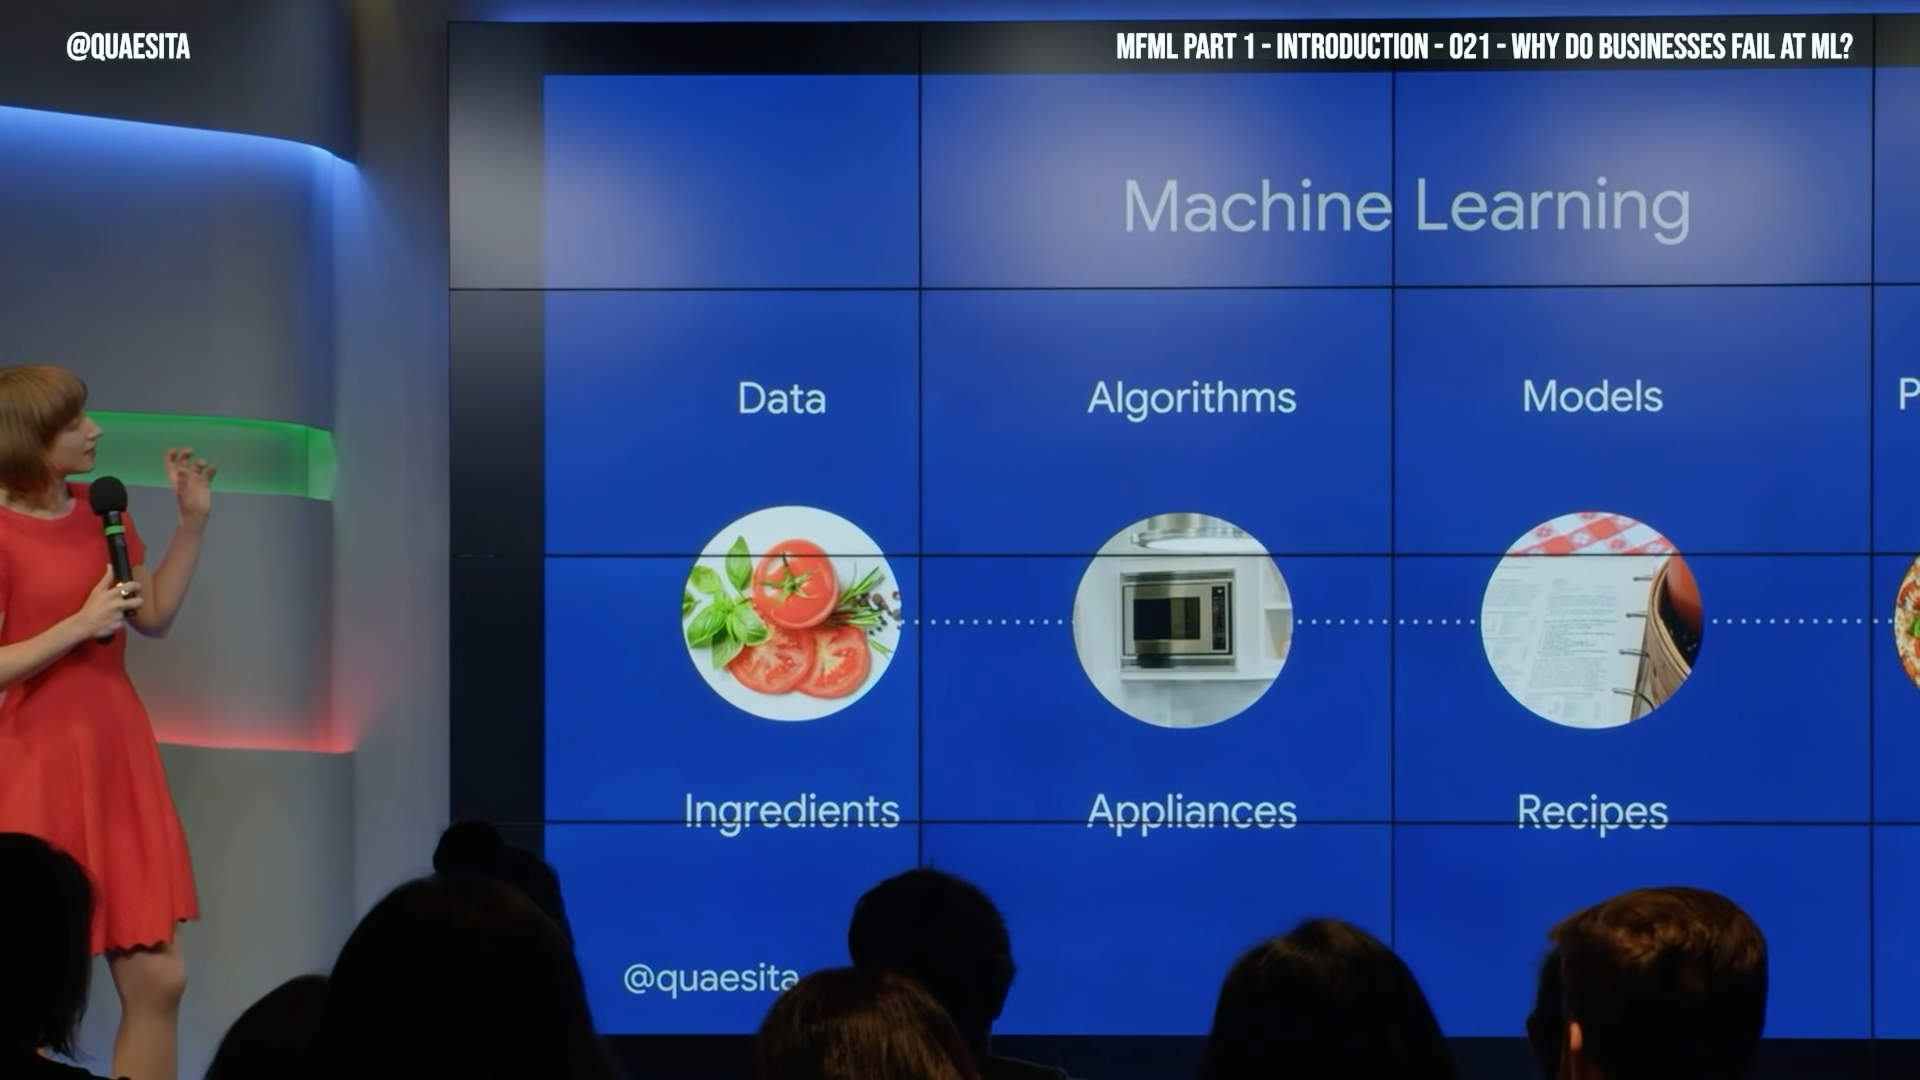 @QUAESITA
MFML PART 1 - INTRODUCTION - 021 - WHY DO BUSINESSES FAIL AT ML?
Machine Learning
Data
Algorithms
Models
P
Ingredients
Appliances
Recipes
@quaesita